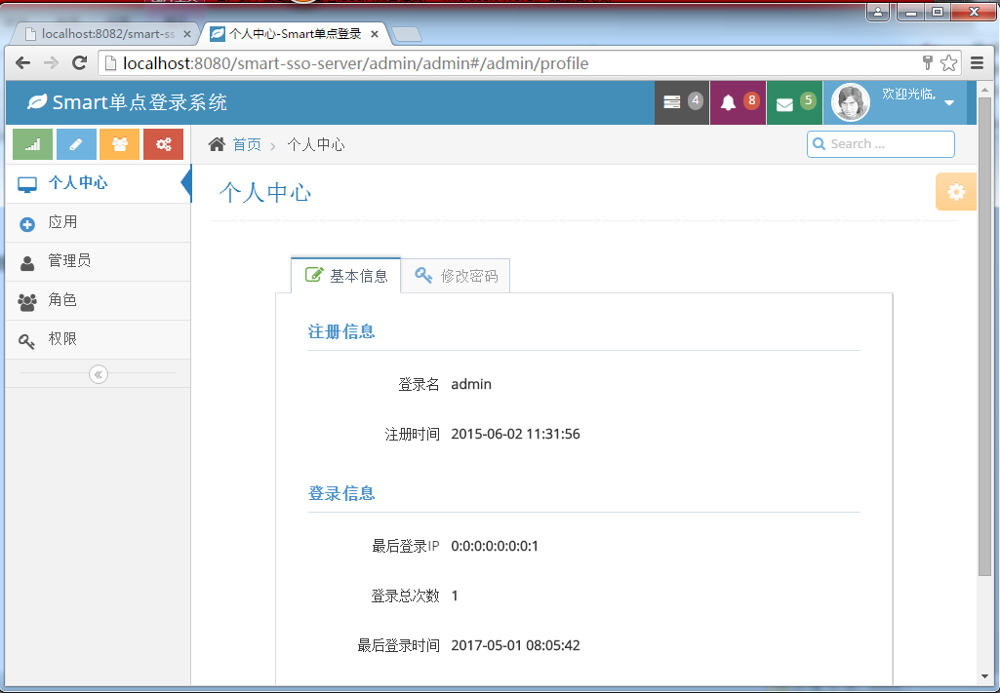 localhost:8082/smart-ss
个人中心-Smart单点登录
localhost:8080/smart-sso-server/admin/admin#/admin/profile
Smart单点登录系统
4
8
5
欢迎光临,
首页
个人中心
Search ...
个人中心
应用
管理员
角色
权限
个人中心
基本信息
修改密码
注册信息
登录名 admin
注册时间 2015-06-02 11:31:56
登录信息
最后登录IP 0:0:0:0:0:0:0:1
登录总次数 1
最后登录时间 2017-05-01 08:05:42